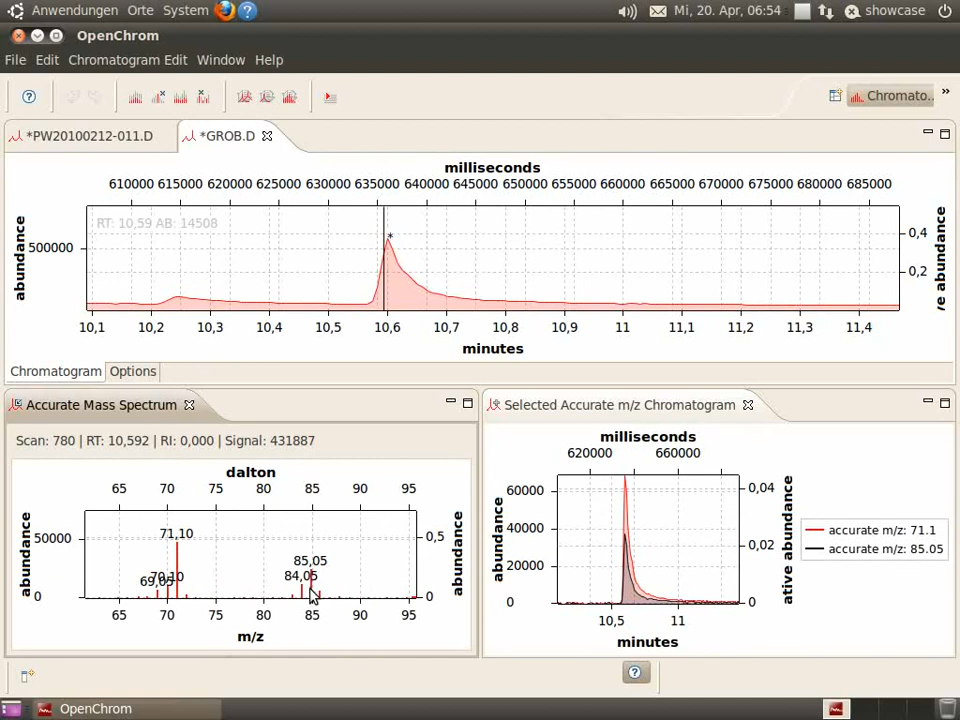 Anwendungen Orte System Mi, 20. Apr, 06:54 showcase
OpenChrom
File Edit Chromatogram Edit Window Help
Chromato.. »
*PW20100212-011.D *GROB.D
milliseconds
610000 615000 620000 625000 630000 635000 640000 645000 650000 655000 660000 665000 670000 675000 680000 685000
RT: 10,59 AB: 14508
abundance
500000
0,4
0,2
re abundance
10,1 10,2 10,3 10,4 10,5 10,6 10,7 10,8 10,9 11 11,1 11,2 11,3 11,4
minutes
Chromatogram Options
Accurate Mass Spectrum
Scan: 780 | RT: 10,592 | RI: 0,000 | Signal: 431887
dalton
65 70 75 80 85 90 95
abundance
50000
0
71,10
69,05
70,10
85,05
84,05
0,5
0
abundance
65 70 75 80 85 90 95
m/z
Selected Accurate m/z Chromatogram
milliseconds
620000 660000
abundance
60000
40000
20000
0
0,04
0,02
0
ative abundance
10,5 11
minutes
accurate m/z: 71.1
accurate m/z: 85.05
OpenChrom